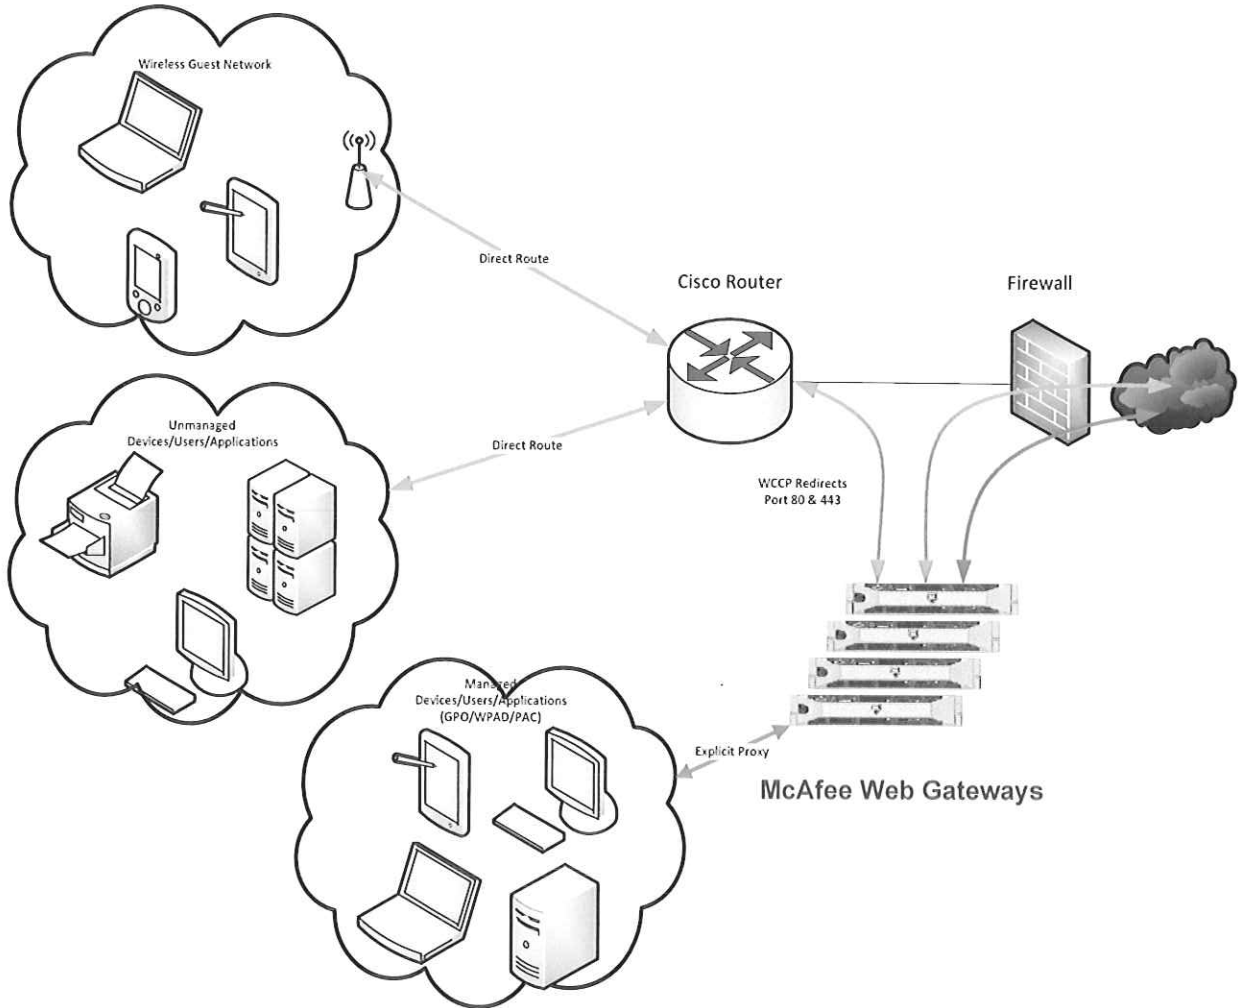 Wireless Guest Network
Direct Route
Cisco Router
Firewall
Unmanaged
Devices/Users/Applications
Direct Route
WCCP Redirects
Port 80 & 443
Managed
Devices/Users/Applications
(GPO/WPAD/PAC)
Explicit Proxy
McAfee Web Gateways